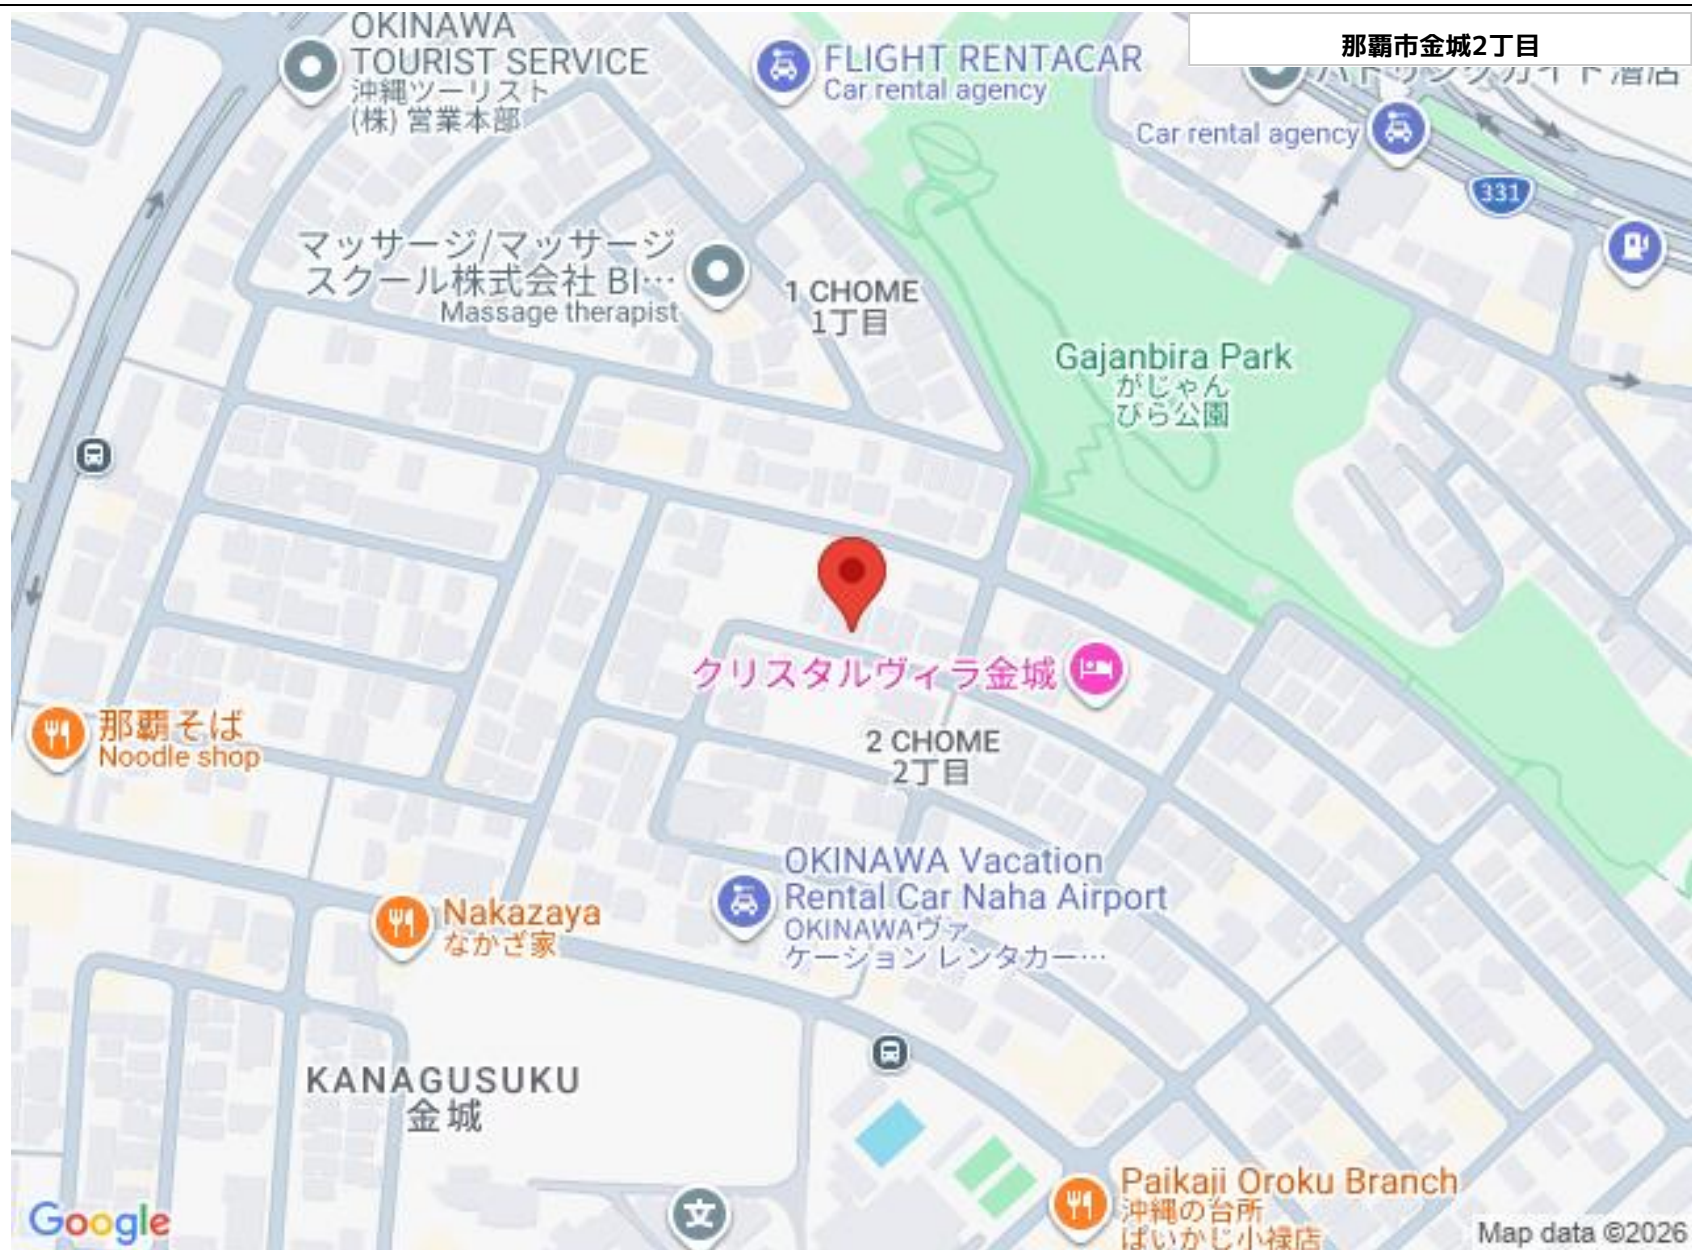 那覇市金城2丁目
OKINAWA
TOURIST SERVICE
沖縄ツーリスト
(株) 営業本部
FLIGHT RENTACAR
Car rental agency
Car rental agency
331
マッサージ/マッサージ
スクール株式会社 BI…
Massage therapist
1 CHOME
1丁目
Gajanbira Park
がじゃん
びら公園
クリスタルヴィラ金城
那覇そば
Noodle shop
2 CHOME
2丁目
OKINAWA Vacation
Rental Car Naha Airport
OKINAWAヴァ
ケーション レンタカー…
Nakazaya
なかざ家
KANAGUSUKU
金城
文
Paikaji Oroku Branch
沖縄の台所
ぱいかじ小禄店
Google
Map data ©2026